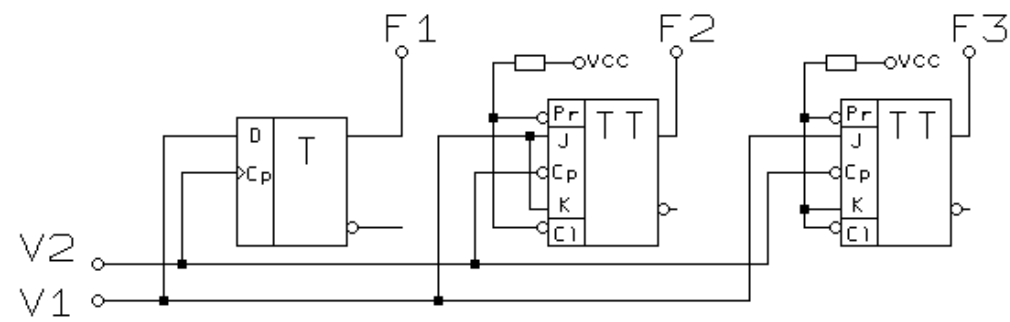 F1 F2 F3
VCC VCC
D T Pr TT Pr TT
J J
Cp Cp Cp
K K
Cl Cl
V2
V1